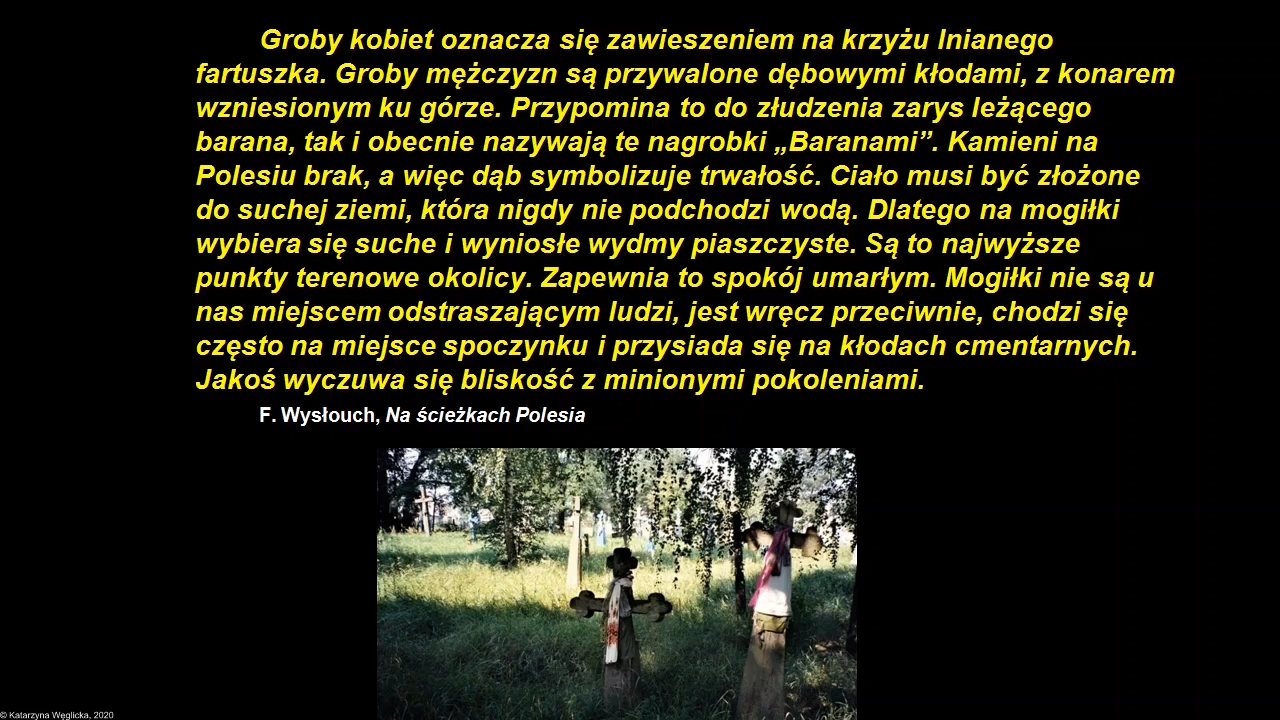 Groby kobiet oznacza się zawieszeniem na krzyżu lnianego
fartuszka. Groby mężczyzn są przywalone dębowymi kłodami, z konarem
wzniesionym ku górze. Przypomina to do złudzenia zarys leżącego
barana, tak i obecnie nazywają te nagrobki „Baranami”. Kamieni na
Polesiu brak, a więc dąb symbolizuje trwałość. Ciało musi być złożone
do suchej ziemi, która nigdy nie podchodzi wodą. Dlatego na mogiłki
wybiera się suche i wyniosłe wydmy piaszczyste. Są to najwyższe
punkty terenowe okolicy. Zapewnia to spokój umarłym. Mogiłki nie są u
nas miejscem odstraszającym ludzi, jest wręcz przeciwnie, chodzi się
często na miejsce spoczynku i przysiada się na kłodach cmentarnych.
Jakoś wyczuwa się bliskość z minionymi pokoleniami.
F. Wysłouch, Na ścieżkach Polesia
© Katarzyna Węglicka, 2020